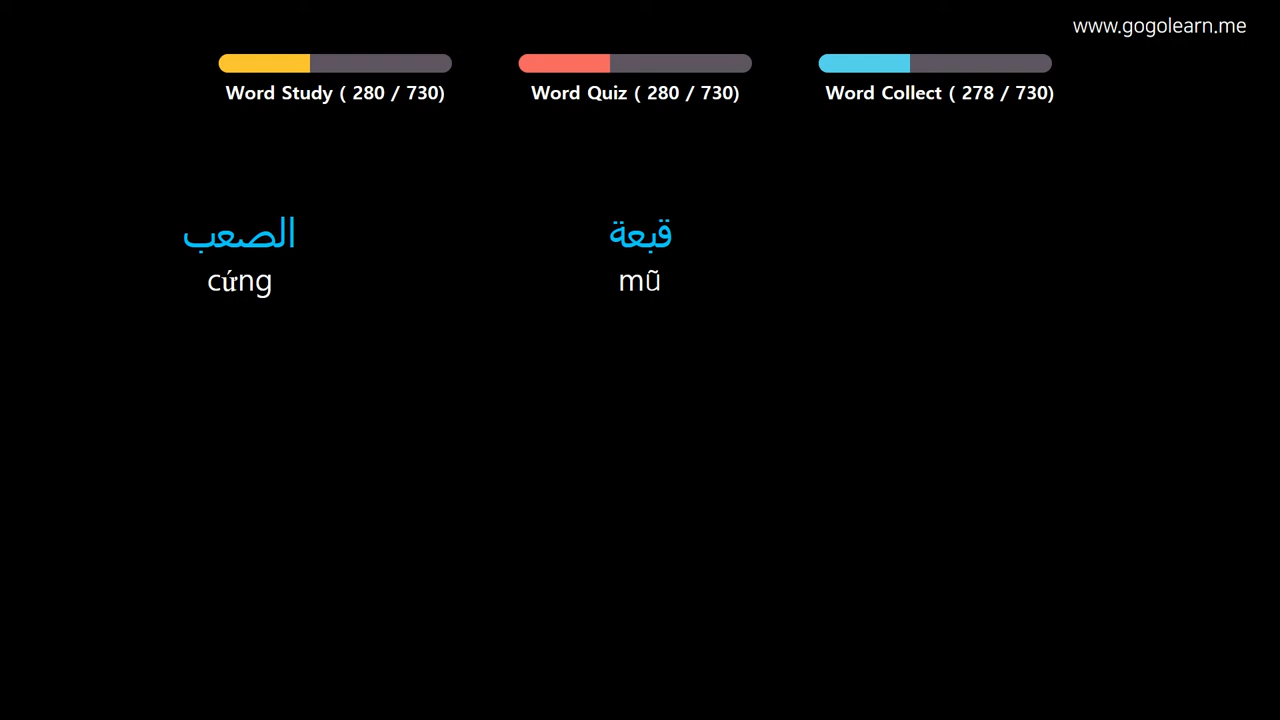 www.gogolearn.me
Word Study ( 280 / 730)
Word Quiz ( 280 / 730)
Word Collect ( 278 / 730)
الصعب
cứng
قبعة
mũ